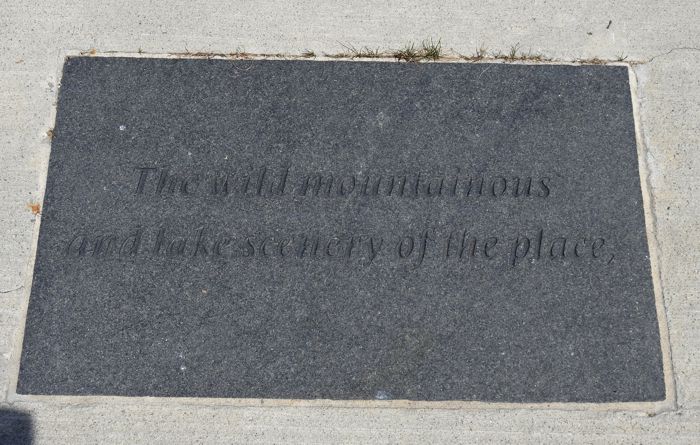 The wild mountainous
and lake scenery of the place,